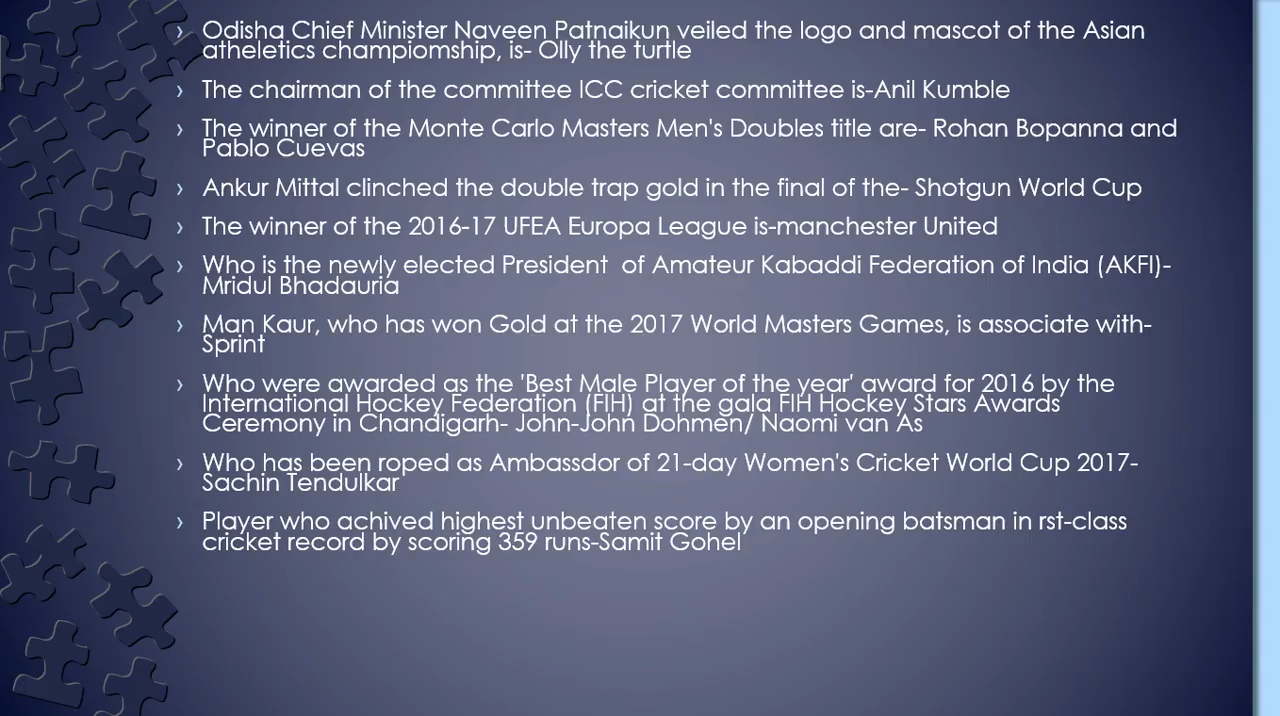 Odisha Chief Minister Naveen Patnaikun veiled the logo and mascot of the Asian
atheletics champiomship, is- Olly the turtle
The chairman of the committee ICC cricket committee is-Anil Kumble
The winner of the Monte Carlo Masters Men's Doubles title are- Rohan Bopanna and
Pablo Cuevas
Ankur Mittal clinched the double trap gold in the final of the- Shotgun World Cup
The winner of the 2016-17 UFEA Europa League is-manchester United
Who is the newly elected President  of Amateur Kabaddi Federation of India (AKFI)-
Mridul Bhadauria
Man Kaur, who has won Gold at the 2017 World Masters Games, is associate with-
Sprint
Who were awarded as the 'Best Male Player of the year' award for 2016 by the
International Hockey Federation (FIH) at the gala FIH Hockey Stars Awards
Ceremony in Chandigarh- John-John Dohmen/ Naomi van As
Who has been roped as Ambassdor of 21-day Women's Cricket World Cup 2017-
Sachin Tendulkar
Player who achived highest unbeaten score by an opening batsman in rst-class
cricket record by scoring 359 runs-Samit Gohel